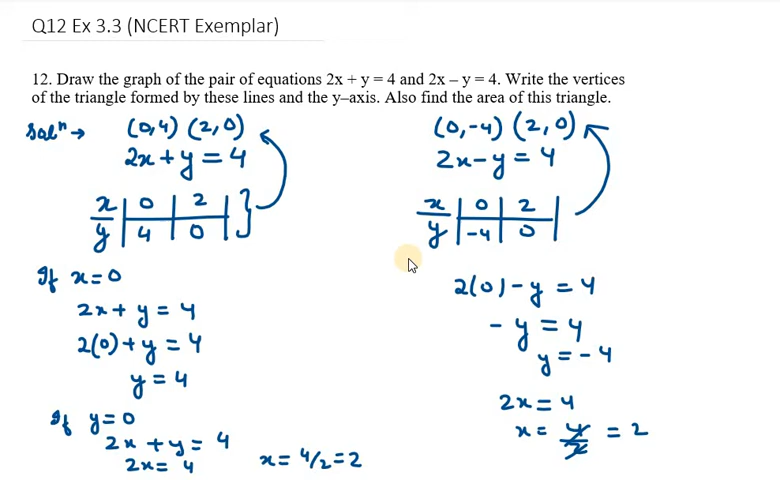 Q12 Ex 3.3 (NCERT Exemplar)
12. Draw the graph of the pair of equations 2x + y = 4 and 2x – y = 4. Write the vertices
of the triangle formed by these lines and the y–axis. Also find the area of this triangle.
Solⁿ → (0,4) (2,0)
2x + y = 4
x | 0 | 2
y | 4 | 0
If x=0
2x + y = 4
2(0) + y = 4
y = 4
If y=0
2x + y = 4
2x = 4
x = 4/2 = 2
(0,-4) (2,0)
2x - y = 4
x | 0 | 2
y | -4 | 0
2(0) - y = 4
- y = 4
y = - 4
2x = 4
x = 4/2 = 2